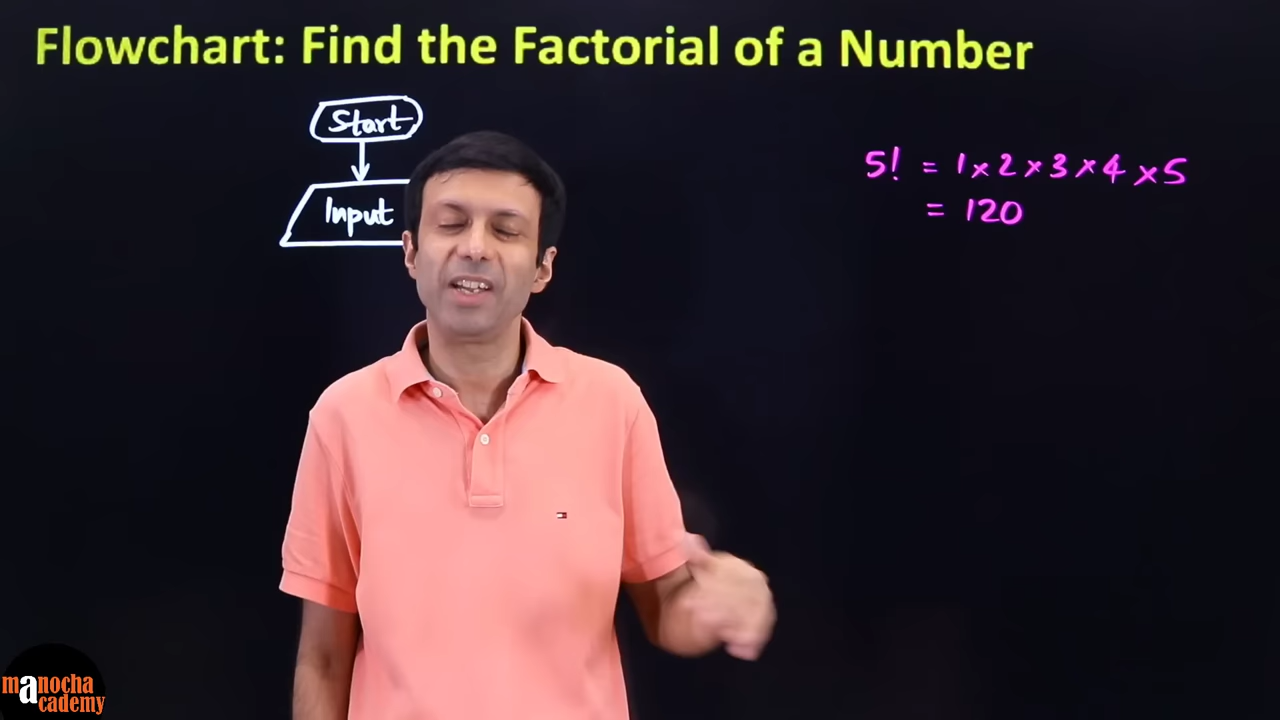 Flowchart: Find the Factorial of a Number
Start
Input
5! = 1 × 2 × 3 × 4 × 5
= 120
manocha
academy